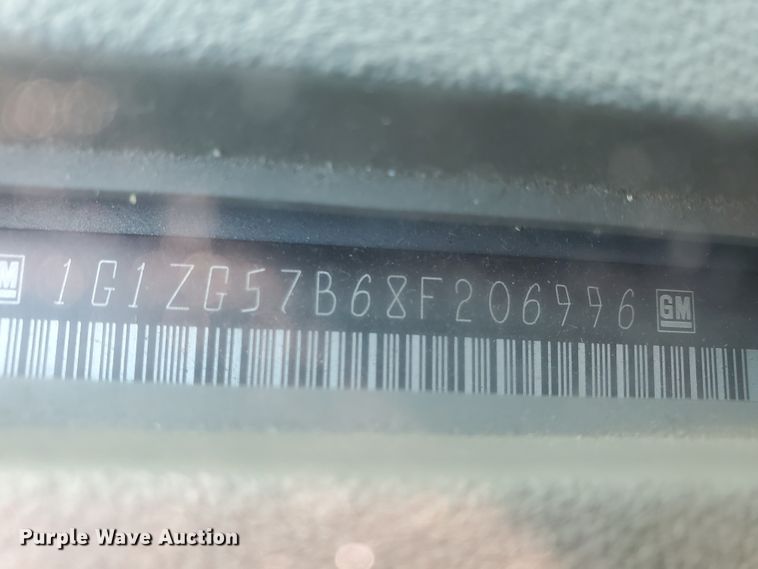 GM 1G1ZG57B68F206996 GM
Purple Wave Auction